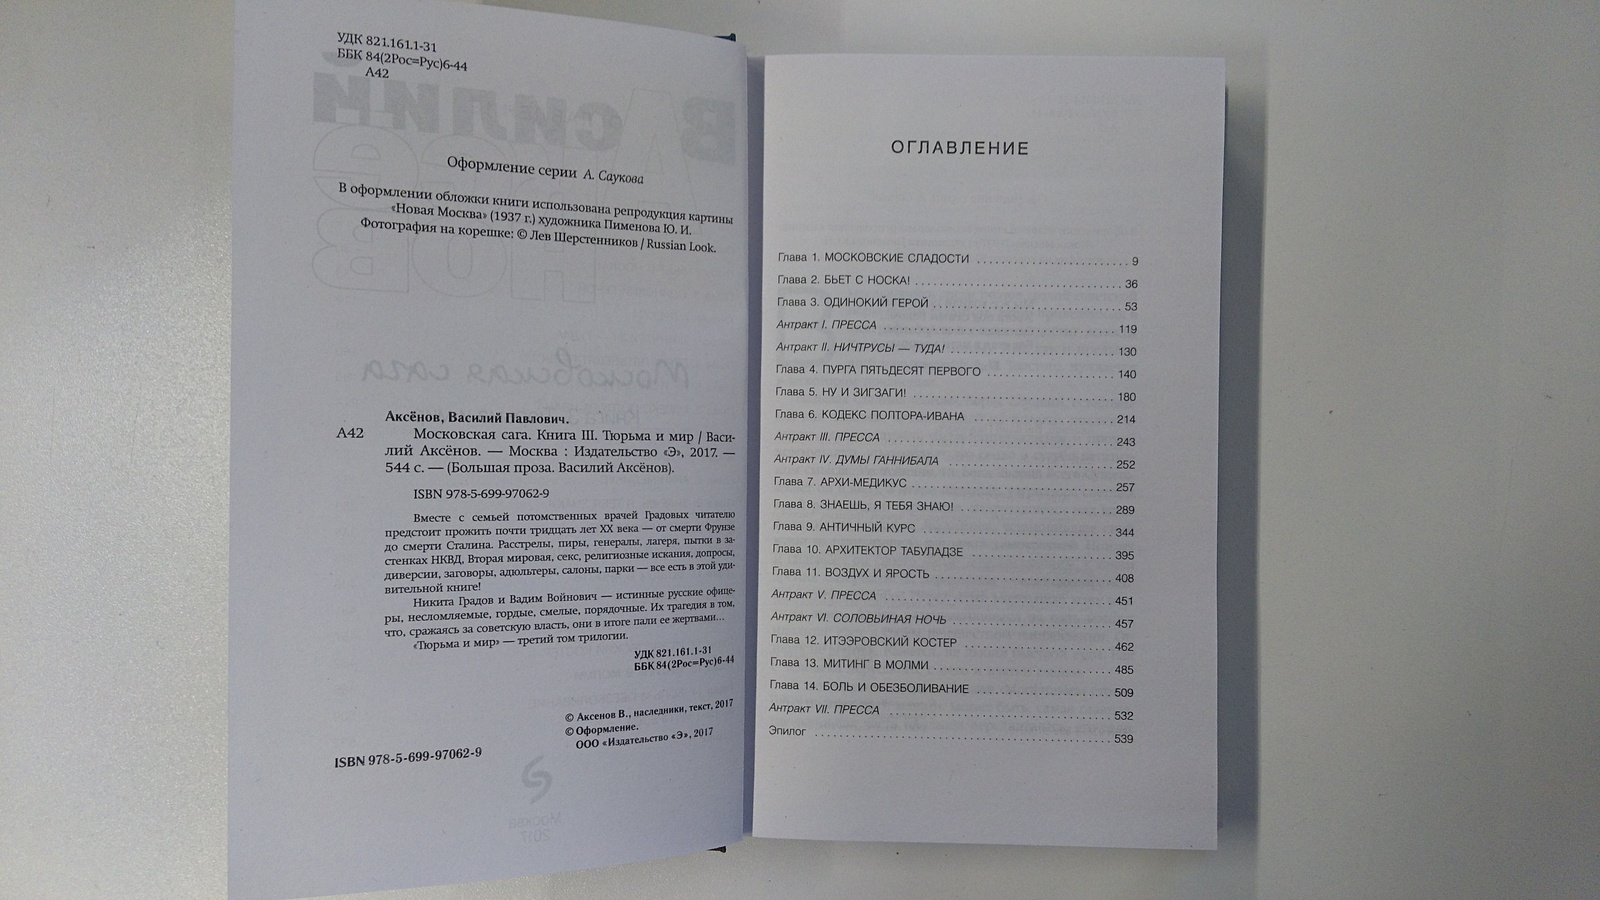 УДК 821.161.1-31
ББК 84(2Рос=Рус)6-44
А42
Оформление серии А. Саукова
В оформлении обложки книги использована репродукция картины
«Новая Москва» (1937 г.) художника Пименова Ю. И.
Фотография на корешке: © Лев Шерстенников / Russian Look.
Аксёнов, Василий Павлович.
А42 Московская сага. Книга III. Тюрьма и мир / Васи-
лий Аксёнов. — Москва : Издательство «Э», 2017. —
544 с. — (Большая проза. Василий Аксёнов).
ISBN 978-5-699-97062-9
Вместе с семьей потомственных врачей Градовых читателю
предстоит прожить почти тридцать лет XX века — от смерти Фрунзе
до смерти Сталина. Расстрелы, пиры, генералы, лагеря, пытки в за-
стенках НКВД, Вторая мировая, секс, религиозные искания, допросы,
диверсии, заговоры, адюльтеры, салоны, парки — все есть в этой уди-
вительной книге!
Никита Градов и Вадим Войнович — истинные русские офице-
ры, несломляемые, гордые, смелые, порядочные. Их трагедия в том,
что, сражаясь за советскую власть, они в итоге пали ее жертвами...
«Тюрьма и мир» — третий том трилогии.
УДК 821.161.1-31
ББК 84(2Рос=Рус)6-44
© Аксенов В., наследники, текст, 2017
© Оформление.
ООО «Издательство «Э», 2017
ISBN 978-5-699-97062-9
ОГЛАВЛЕНИЕ
Глава 1. МОСКОВСКИЕ СЛАДОСТИ 9
Глава 2. БЬЕТ С НОСКА! 36
Глава 3. ОДИНОКИЙ ГЕРОЙ 53
Антракт I. ПРЕССА 119
Антракт II. НИЧТРУСЫ — ТУДА! 130
Глава 4. ПУРГА ПЯТЬДЕСЯТ ПЕРВОГО 140
Глава 5. НУ И ЗИГЗАГИ! 180
Глава 6. КОДЕКС ПОЛТОРА-ИВАНА 214
Антракт III. ПРЕССА 243
Антракт IV. ДУМЫ ГАННИБАЛА 252
Глава 7. АРХИ-МЕДИКУС 257
Глава 8. ЗНАЕШЬ, Я ТЕБЯ ЗНАЮ! 289
Глава 9. АНТИЧНЫЙ КУРС 344
Глава 10. АРХИТЕКТОР ТАБУЛАДЗЕ 395
Глава 11. ВОЗДУХ И ЯРОСТЬ 408
Антракт V. ПРЕССА 451
Антракт VI. СОЛОВЬИНАЯ НОЧЬ 457
Глава 12. ИТЭЭРОВСКИЙ КОСТЕР 462
Глава 13. МИТИНГ В МОЛМИ 485
Глава 14. БОЛЬ И ОБЕЗБОЛИВАНИЕ 509
Антракт VII. ПРЕССА 532
Эпилог 539